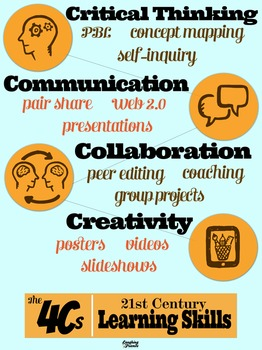 Critical Thinking
PBL concept mapping
self-inquiry
Communication
pair share Web 2.0
presentations
Collaboration
peer editing coaching
group projects
Creativity
posters videos
slideshows
the 4Cs 21st Century
Learning Skills